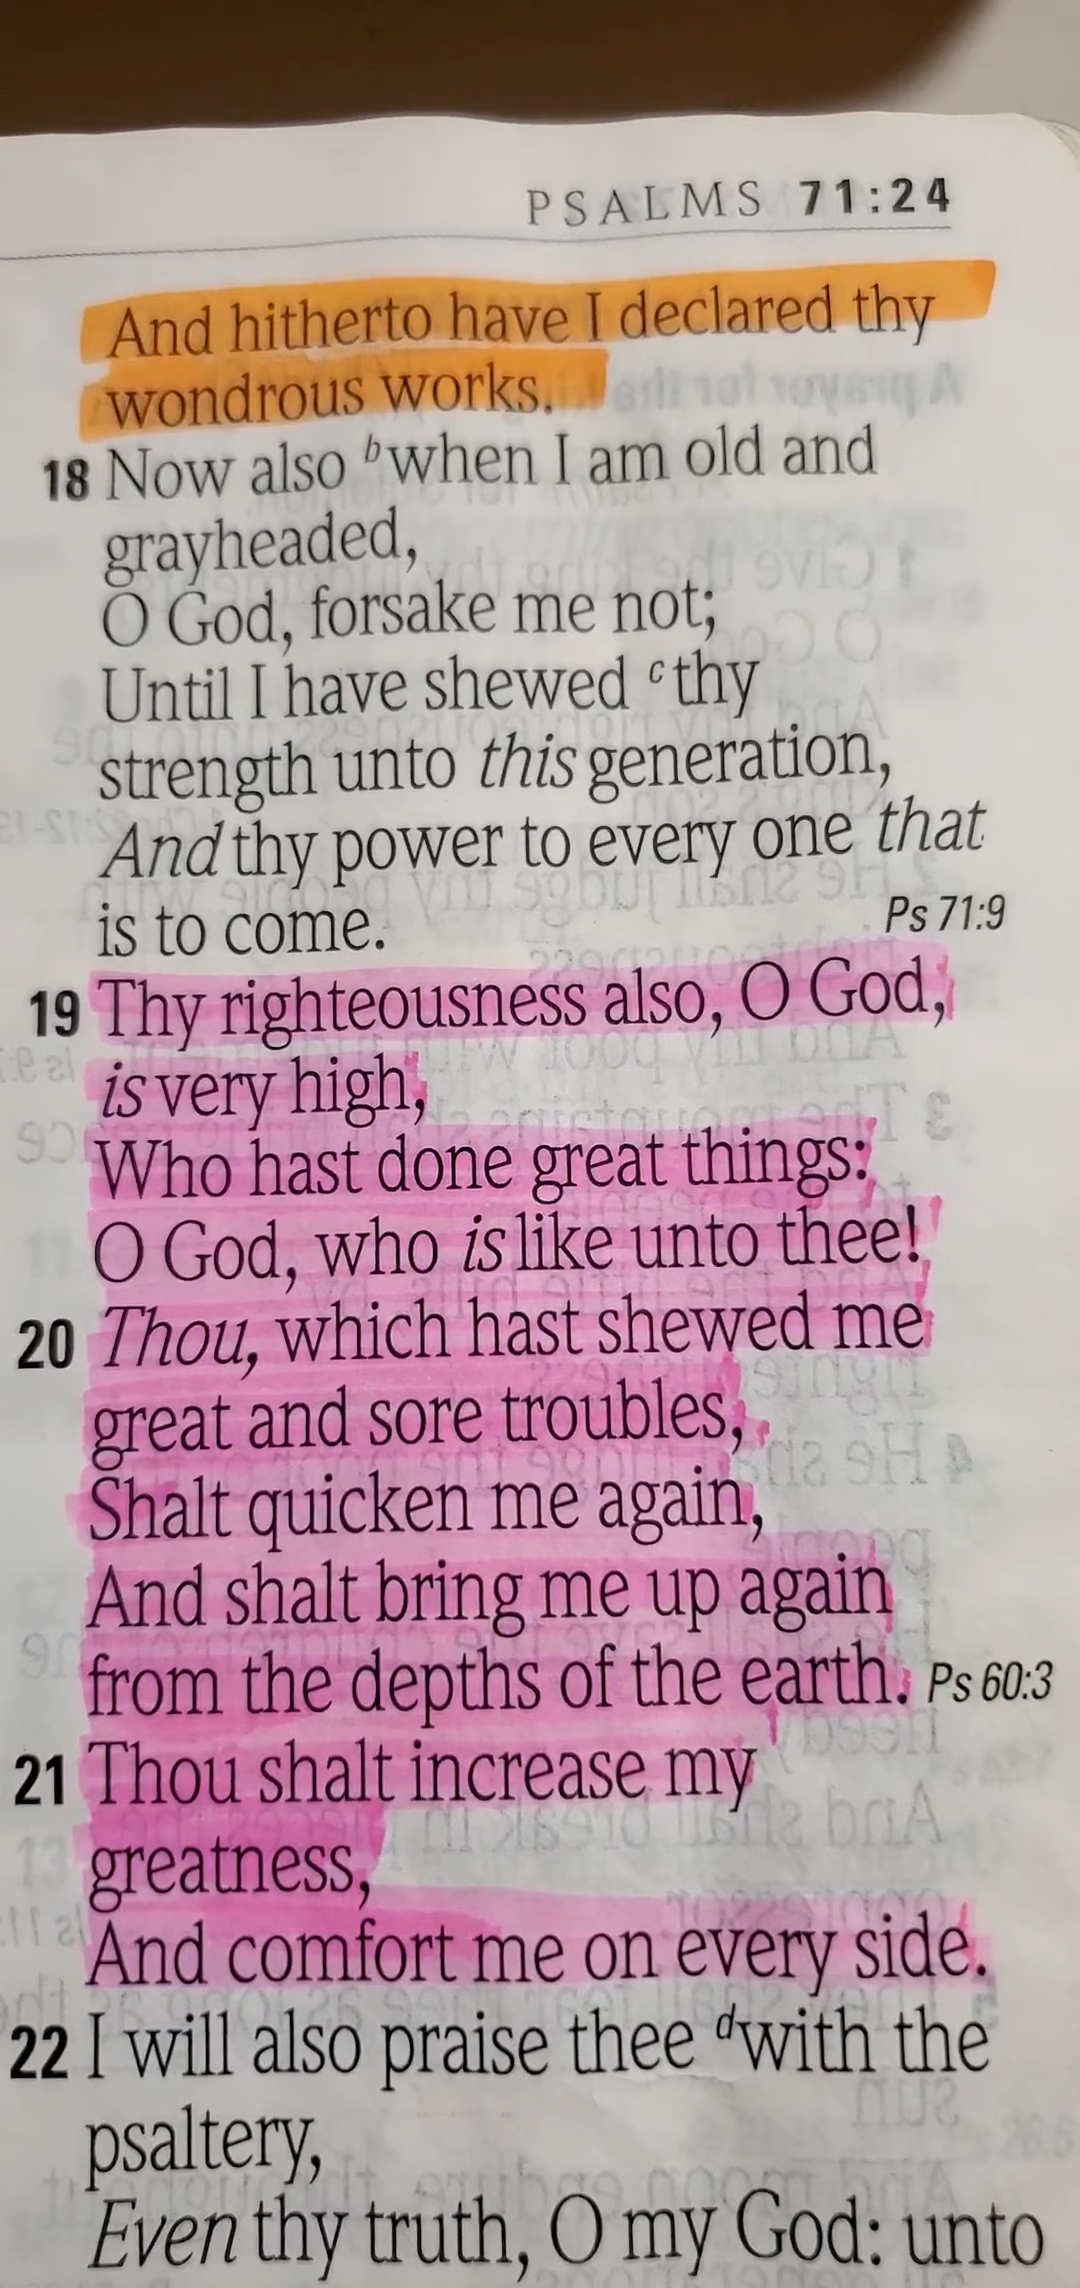 PSALMS 71:24
And hitherto have I declared thy
wondrous works.
18 Now also b when I am old and
grayheaded,
O God, forsake me not;
Until I have shewed c thy
strength unto this generation,
And thy power to every one that
is to come. Ps 71:9
19 Thy righteousness also, O God,
is very high,
Who hast done great things:
O God, who is like unto thee!
20 Thou, which hast shewed me
great and sore troubles,
Shalt quicken me again,
And shalt bring me up again
from the depths of the earth. Ps 60:3
21 Thou shalt increase my
greatness,
And comfort me on every side.
22 I will also praise thee d with the
psaltery,
Even thy truth, O my God: unto